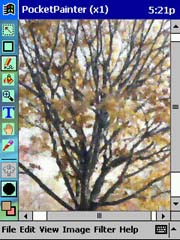 PocketPainter (x1) 5:21p
T
File Edit View Image Filter Help